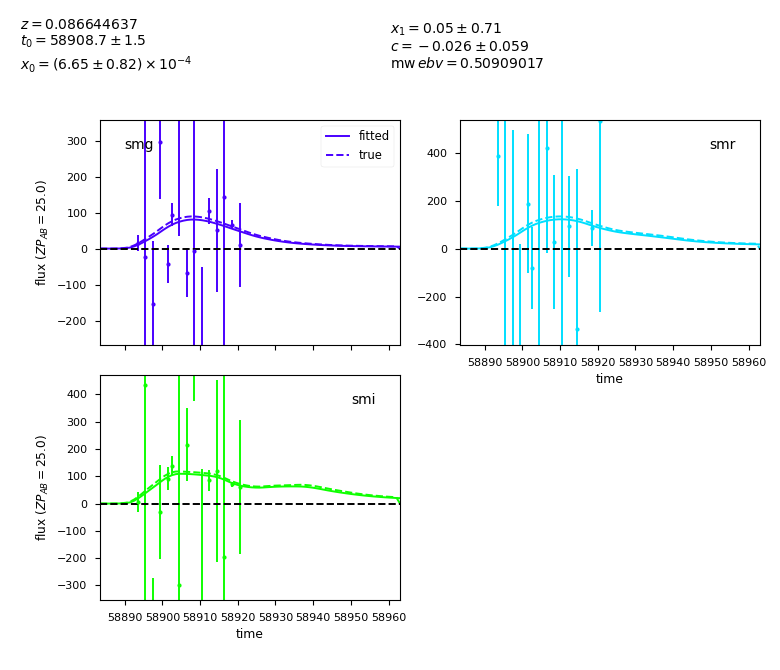 z = 0.086644637
t₀ = 58908.7 ± 1.5
x₀ = (6.65 ± 0.82) × 10⁻⁴
x₁ = 0.05 ± 0.71
c = −0.026 ± 0.059
mw ebv = 0.50909017
smg
fitted
true
300
200
100
0
−100
−200
flux (ZP_AB = 25.0)
smr
400
200
0
−200
−400
58890 58900 58910 58920 58930 58940 58950 58960
time
smi
400
300
200
100
0
−100
−200
−300
flux (ZP_AB = 25.0)
58890 58900 58910 58920 58930 58940 58950 58960
time